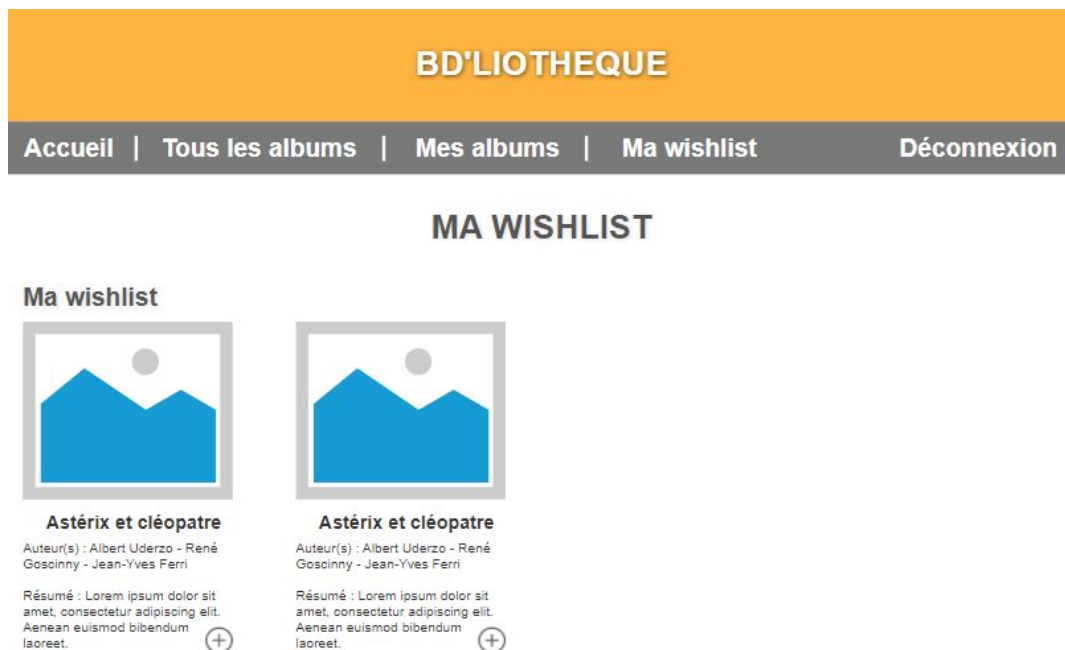 BD'LIOTHEQUE
Accueil | Tous les albums | Mes albums | Ma wishlist Déconnexion
MA WISHLIST
Ma wishlist
Astérix et cléopatre
Auteur(s) : Albert Uderzo - René
Goscinny - Jean-Yves Ferri
Résumé : Lorem ipsum dolor sit
amet, consectetur adipiscing elit.
Aenean euismod bibendum
laoreet.
Astérix et cléopatre
Auteur(s) : Albert Uderzo - René
Goscinny - Jean-Yves Ferri
Résumé : Lorem ipsum dolor sit
amet, consectetur adipiscing elit.
Aenean euismod bibendum
laoreet.